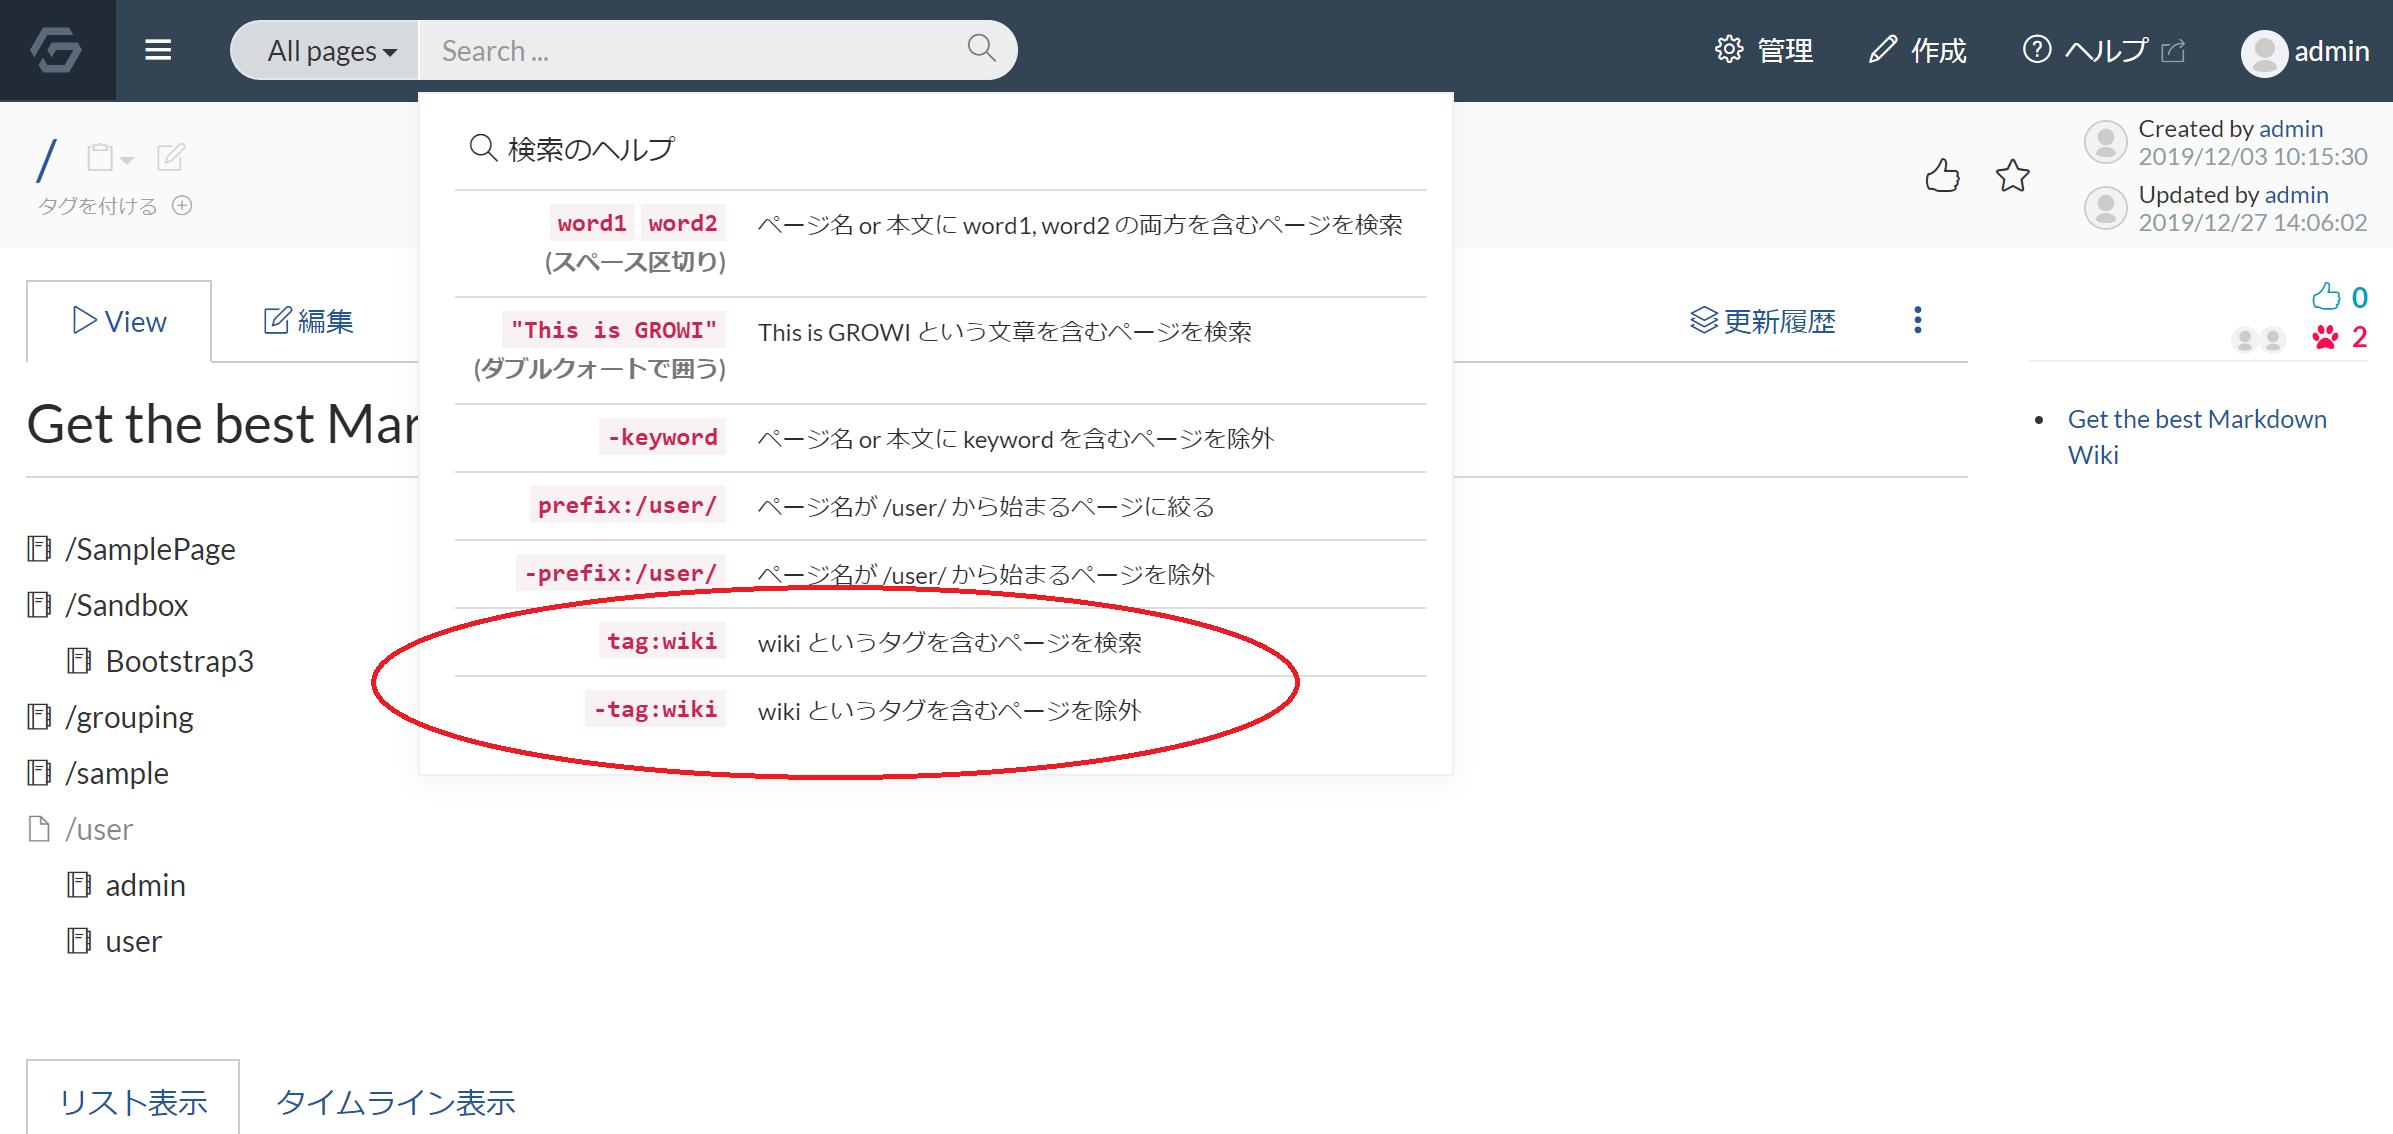 All pages
Search ...
管理
作成
ヘルプ
admin
/
タグを付ける
Created by admin
2019/12/03 10:15:30
Updated by admin
2019/12/27 14:06:02
検索のヘルプ
word1 word2 ページ名 or 本文に word1, word2 の両方を含むページを検索
(スペース区切り)
"This is GROWI" This is GROWI という文章を含むページを検索
(ダブルクォートで囲う)
-keyword ページ名 or 本文に keyword を含むページを除外
prefix:/user/ ページ名が /user/ から始まるページに絞る
-prefix:/user/ ページ名が /user/ から始まるページを除外
tag:wiki wiki というタグを含むページを検索
-tag:wiki wiki というタグを含むページを除外
View
編集
更新履歴
0
2
Get the best Mar
Get the best Markdown
Wiki
/SamplePage
/Sandbox
Bootstrap3
/grouping
/sample
/user
admin
user
リスト表示
タイムライン表示